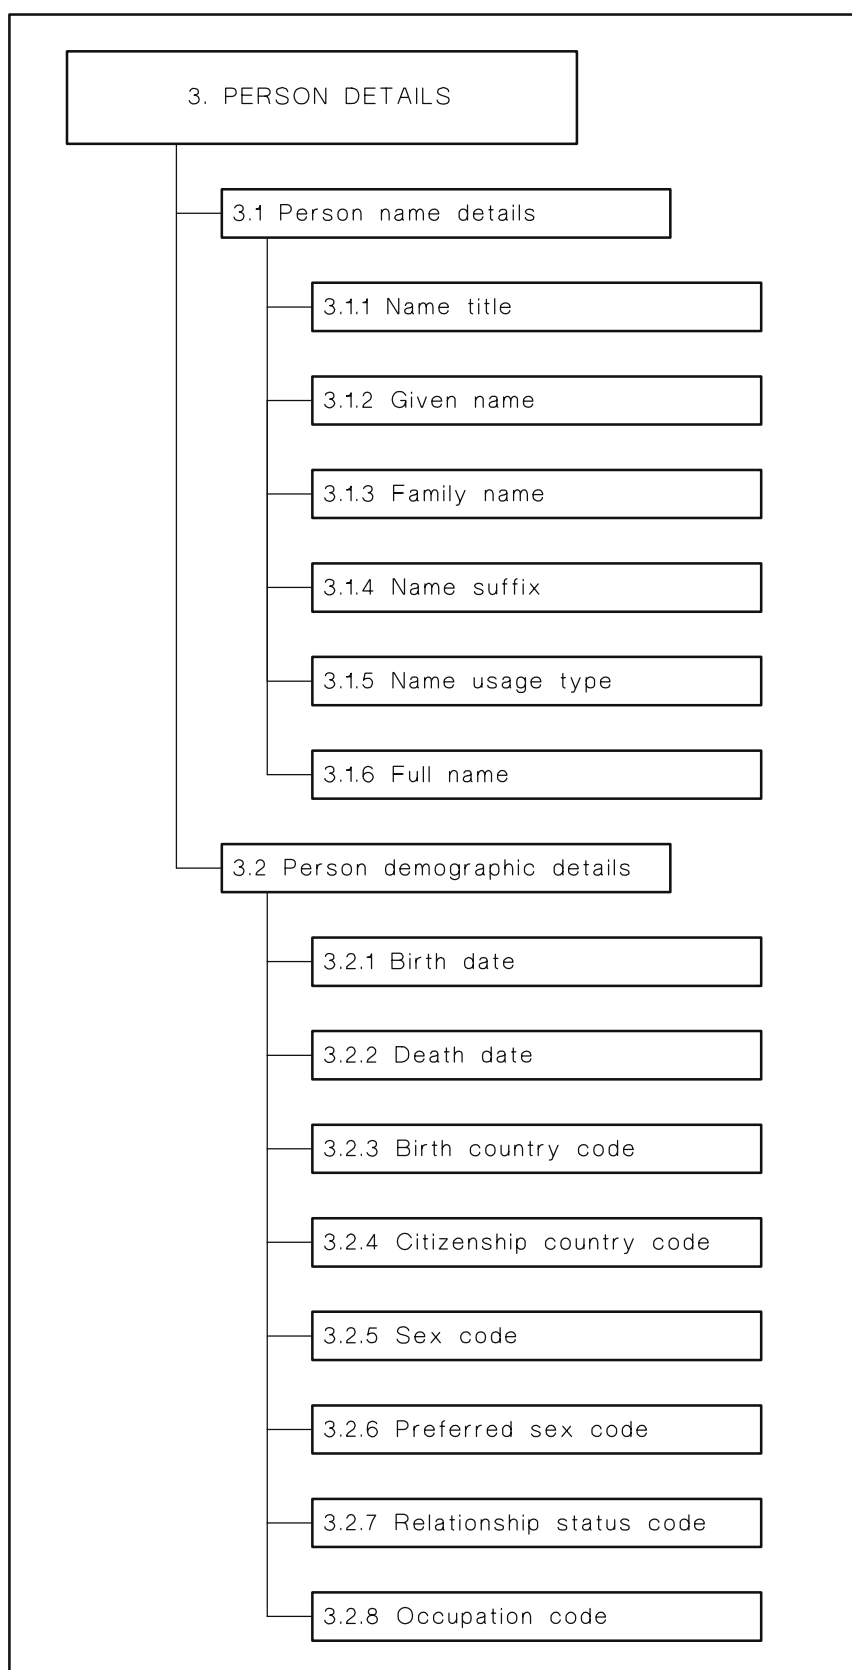 3. PERSON DETAILS
3.1 Person name details
3.1.1 Name title
3.1.2 Given name
3.1.3 Family name
3.1.4 Name suffix
3.1.5 Name usage type
3.1.6 Full name
3.2 Person demographic details
3.2.1 Birth date
3.2.2 Death date
3.2.3 Birth country code
3.2.4 Citizenship country code
3.2.5 Sex code
3.2.6 Preferred sex code
3.2.7 Relationship status code
3.2.8 Occupation code